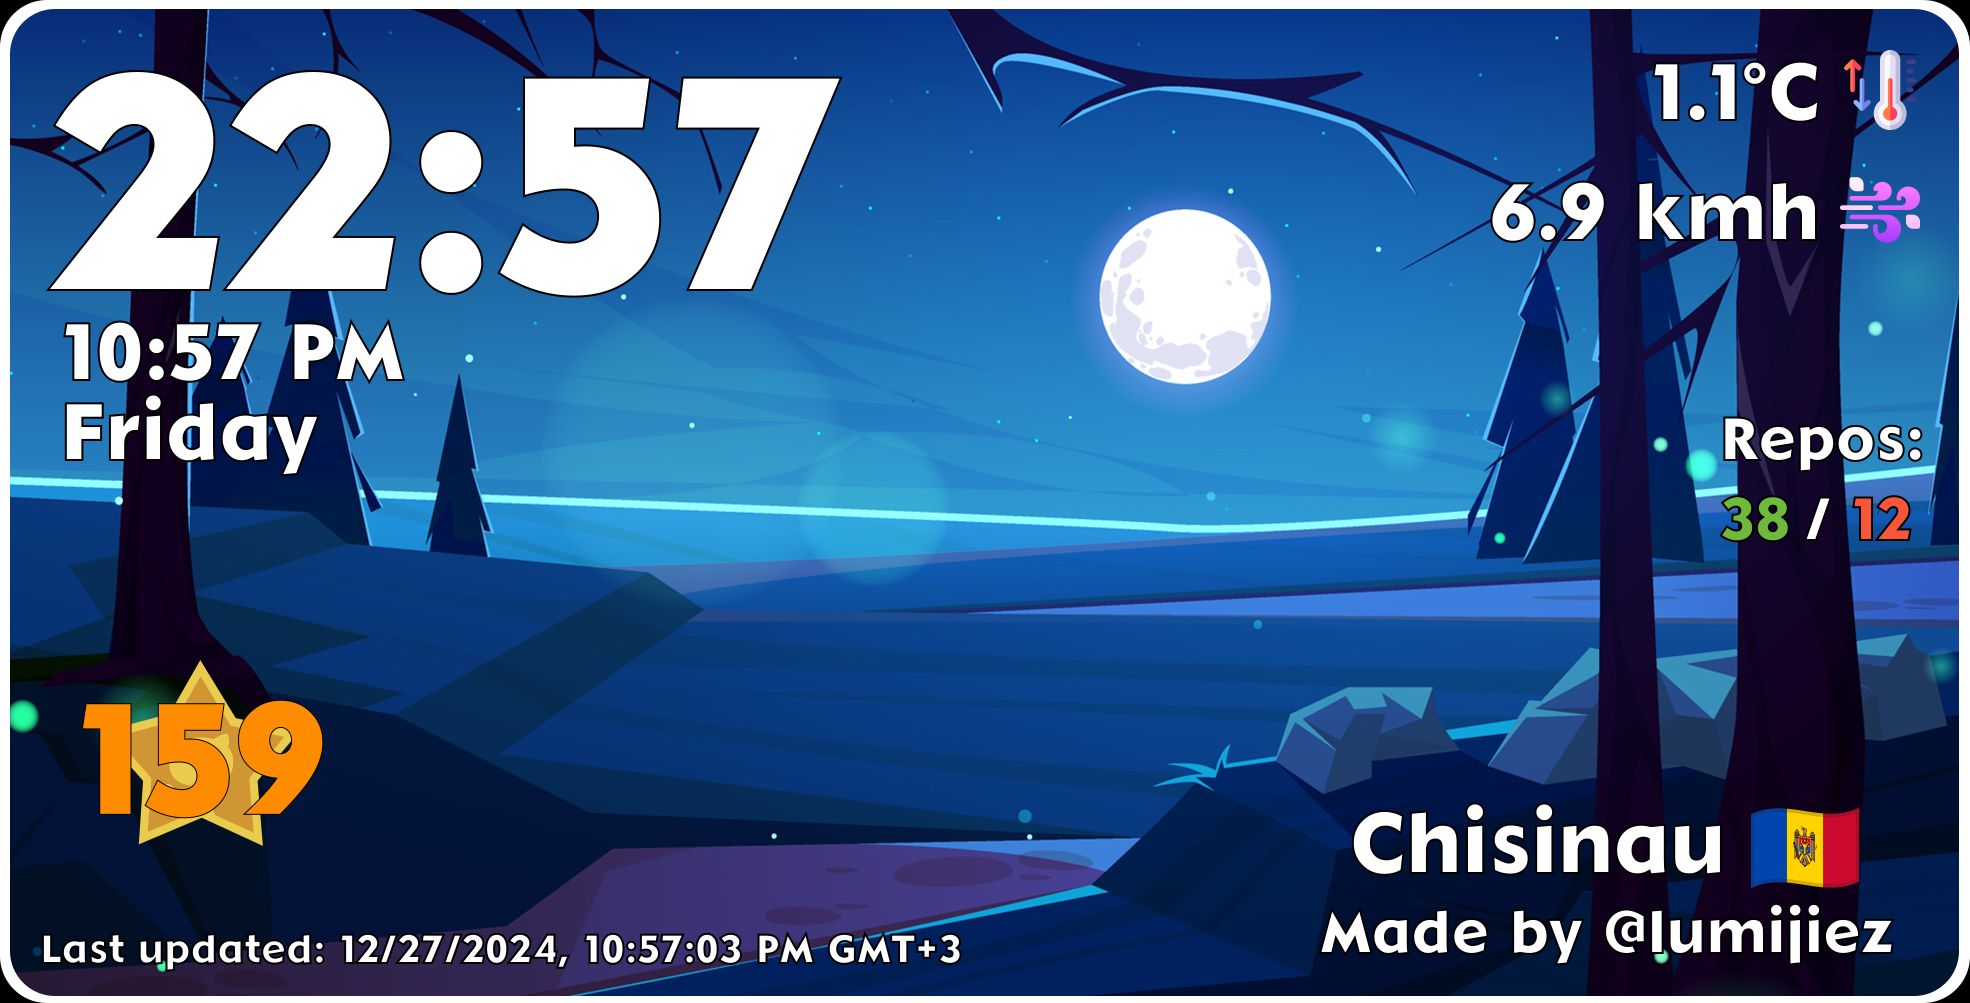 22:57
10:57 PM
Friday
1.1°C
6.9 kmh
Repos:
38 / 12
159
Chisinau
Made by @lumijiez
Last updated: 12/27/2024, 10:57:03 PM GMT+3